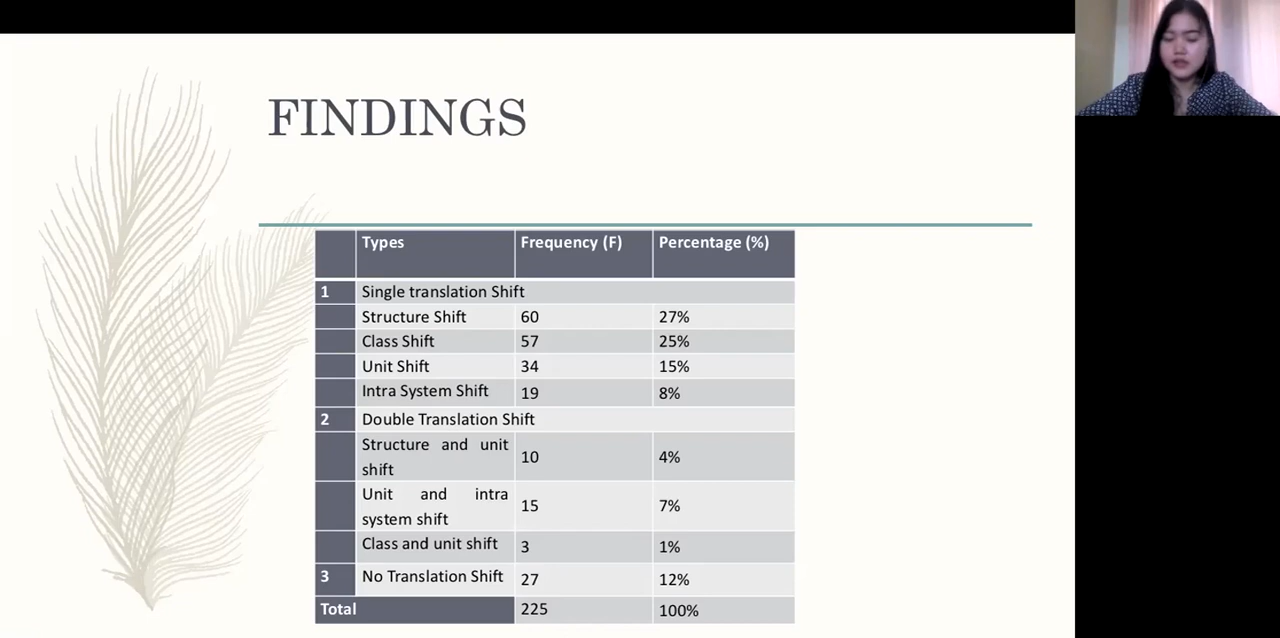 FINDINGS
Types Frequency (F) Percentage (%)
1 Single translation Shift
Structure Shift 60 27%
Class Shift 57 25%
Unit Shift 34 15%
Intra System Shift 19 8%
2 Double Translation Shift
Structure and unit
shift 10 4%
Unit and intra
system shift 15 7%
Class and unit shift 3 1%
3 No Translation Shift 27 12%
Total 225 100%